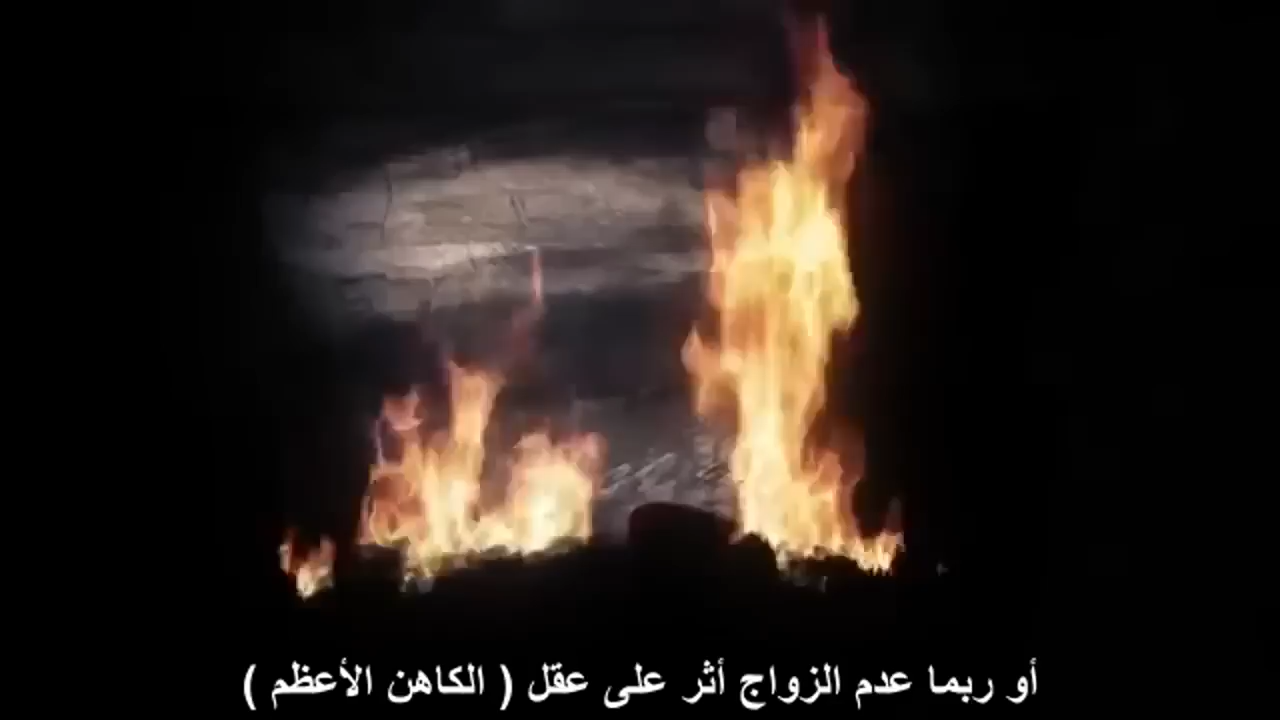 أو ربما عدم الزواج أثر على عقل ( الكاهن الأعظم )